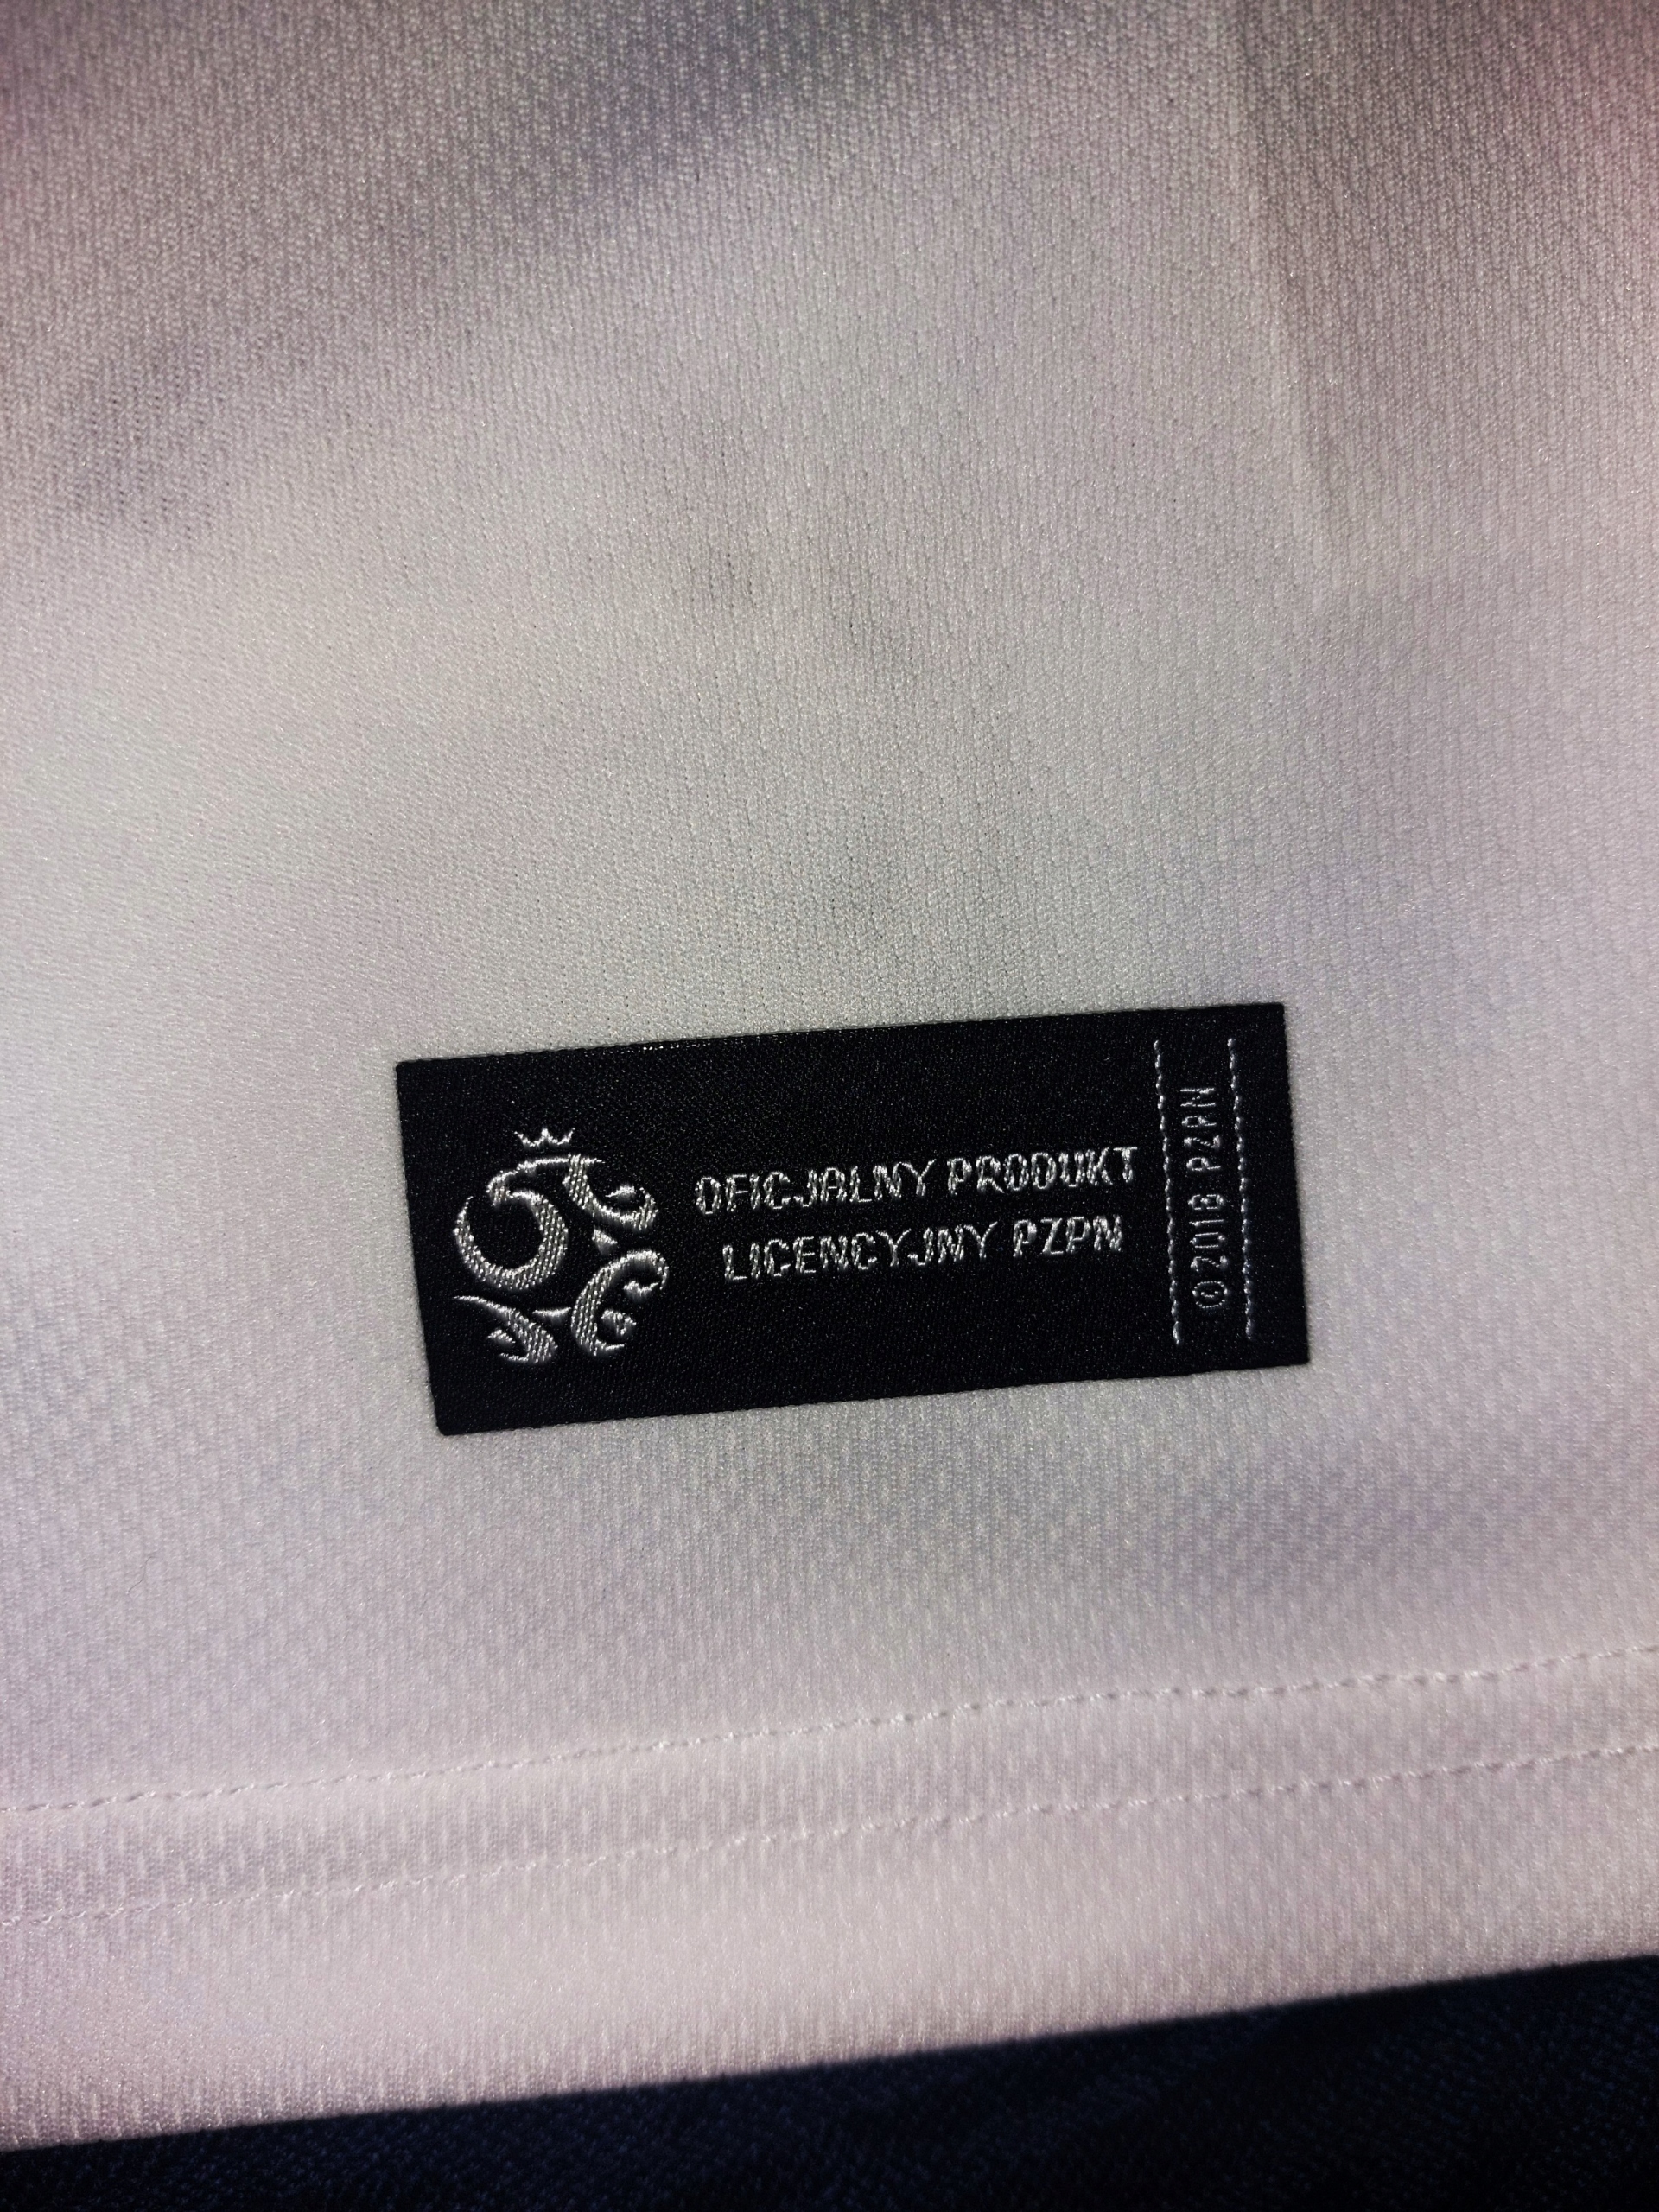 OFICJALNY PRODUKT
LICENCYJNY PZPN
© 2018 PZPN